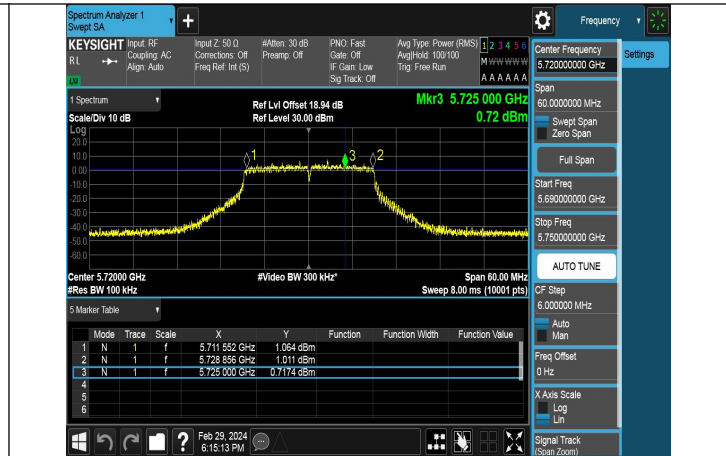 Spectrum Analyzer 1
Swept SA
+
Frequency
KEYSIGHT Input: RF
R L
Coupling: AC
Align: Auto
LXI
Input Z: 50 Ω
Corrections: Off
Freq Ref: Int (S)
#Atten: 30 dB
Preamp: Off
PNO: Fast
Gate: Off
IF Gain: Low
Sig Track: Off
Avg Type: Power (RMS)
Avg|Hold: 100/100
Trig: Free Run
1 2 3 4 5 6
M W W W W W
A A A A A A
Center Frequency
5.720000000 GHz
Settings
Span
60.0000000 MHz
Swept Span
Zero Span
Full Span
Start Freq
5.690000000 GHz
Stop Freq
5.750000000 GHz
AUTO TUNE
CF Step
6.000000 MHz
Auto
Man
Freq Offset
0 Hz
X Axis Scale
Log
Lin
Signal Track
(Span Zoom)
1 Spectrum
Scale/Div 10 dB
Ref Lvl Offset 18.94 dB
Ref Level 30.00 dBm
Mkr3 5.725 000 GHz
0.72 dBm
Log
20.0
10.0
0.00
-10.0
-20.0
-30.0
-40.0
-50.0
-60.0
1
3
2
Center 5.72000 GHz
#Res BW 100 kHz
#Video BW 300 kHz*
Span 60.00 MHz
Sweep 8.00 ms (10001 pts)
5 Marker Table
Mode Trace Scale X Y Function Function Width Function Value
1 N 1 f 5.711 552 GHz 1.064 dBm
2 N 1 f 5.728 856 GHz 1.011 dBm
3 N 1 f 5.725 000 GHz 0.7174 dBm
4
5
6
?
Feb 29, 2024
6:15:13 PM